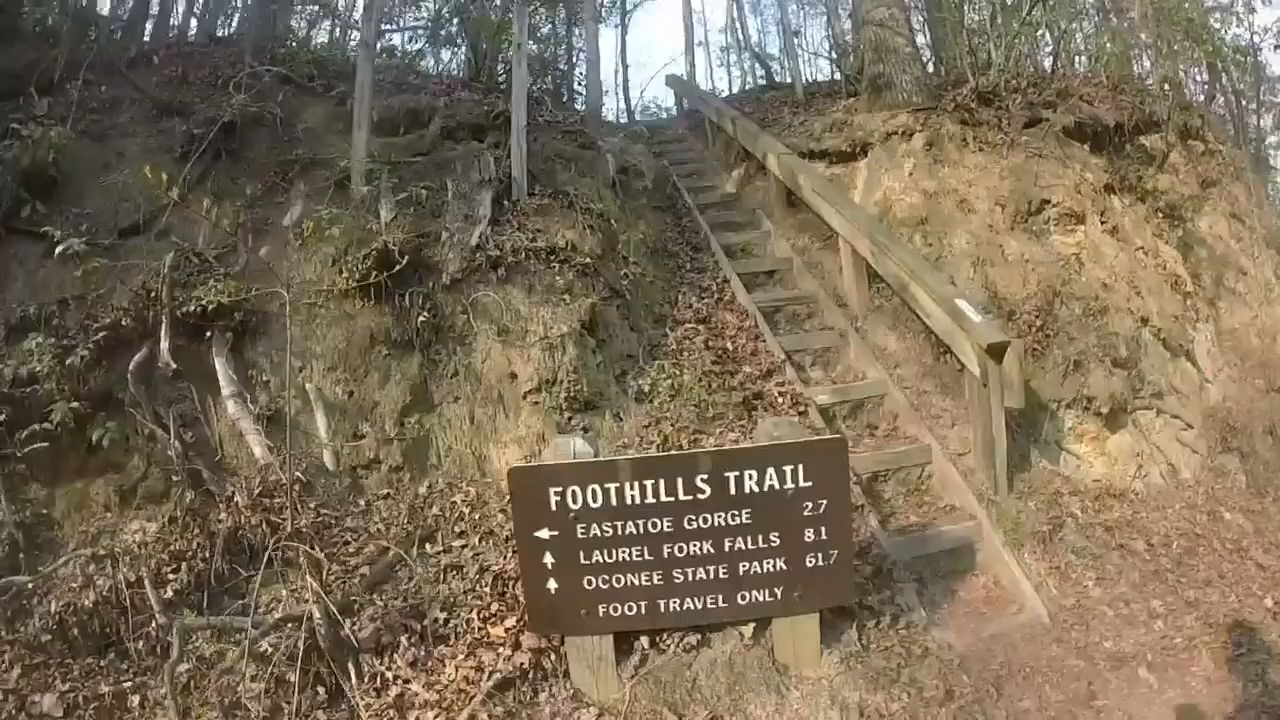 FOOTHILLS TRAIL
← EASTATOE GORGE 2.7
↑ LAUREL FORK FALLS 8.1
↑ OCONEE STATE PARK 61.7
FOOT TRAVEL ONLY